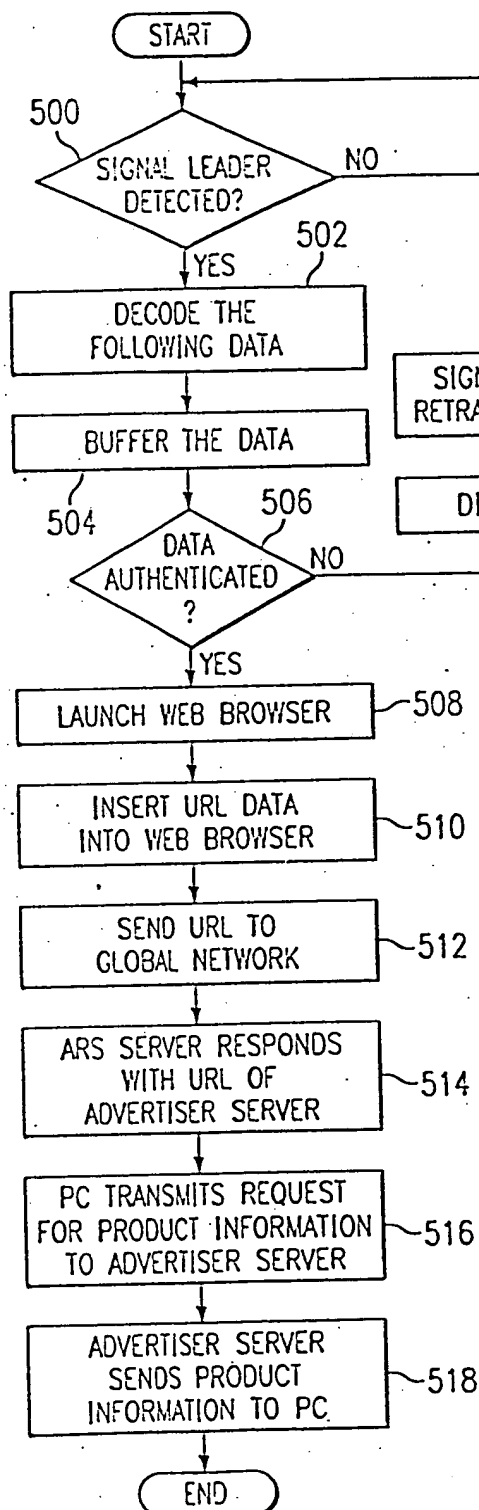 START
500
SIGNAL LEADER
DETECTED?
NO
YES
502
DECODE THE
FOLLOWING DATA
BUFFER THE DATA
504
506
DATA
AUTHENTICATED
?
NO
YES
LAUNCH WEB BROWSER
508
INSERT URL DATA
INTO WEB BROWSER
510
SEND URL TO
GLOBAL NETWORK
512
ARS SERVER RESPONDS
WITH URL OF
ADVERTISER SERVER
514
PC TRANSMITS REQUEST
FOR PRODUCT INFORMATION
TO ADVERTISER SERVER
516
ADVERTISER SERVER
SENDS PRODUCT
INFORMATION TO PC
518
END